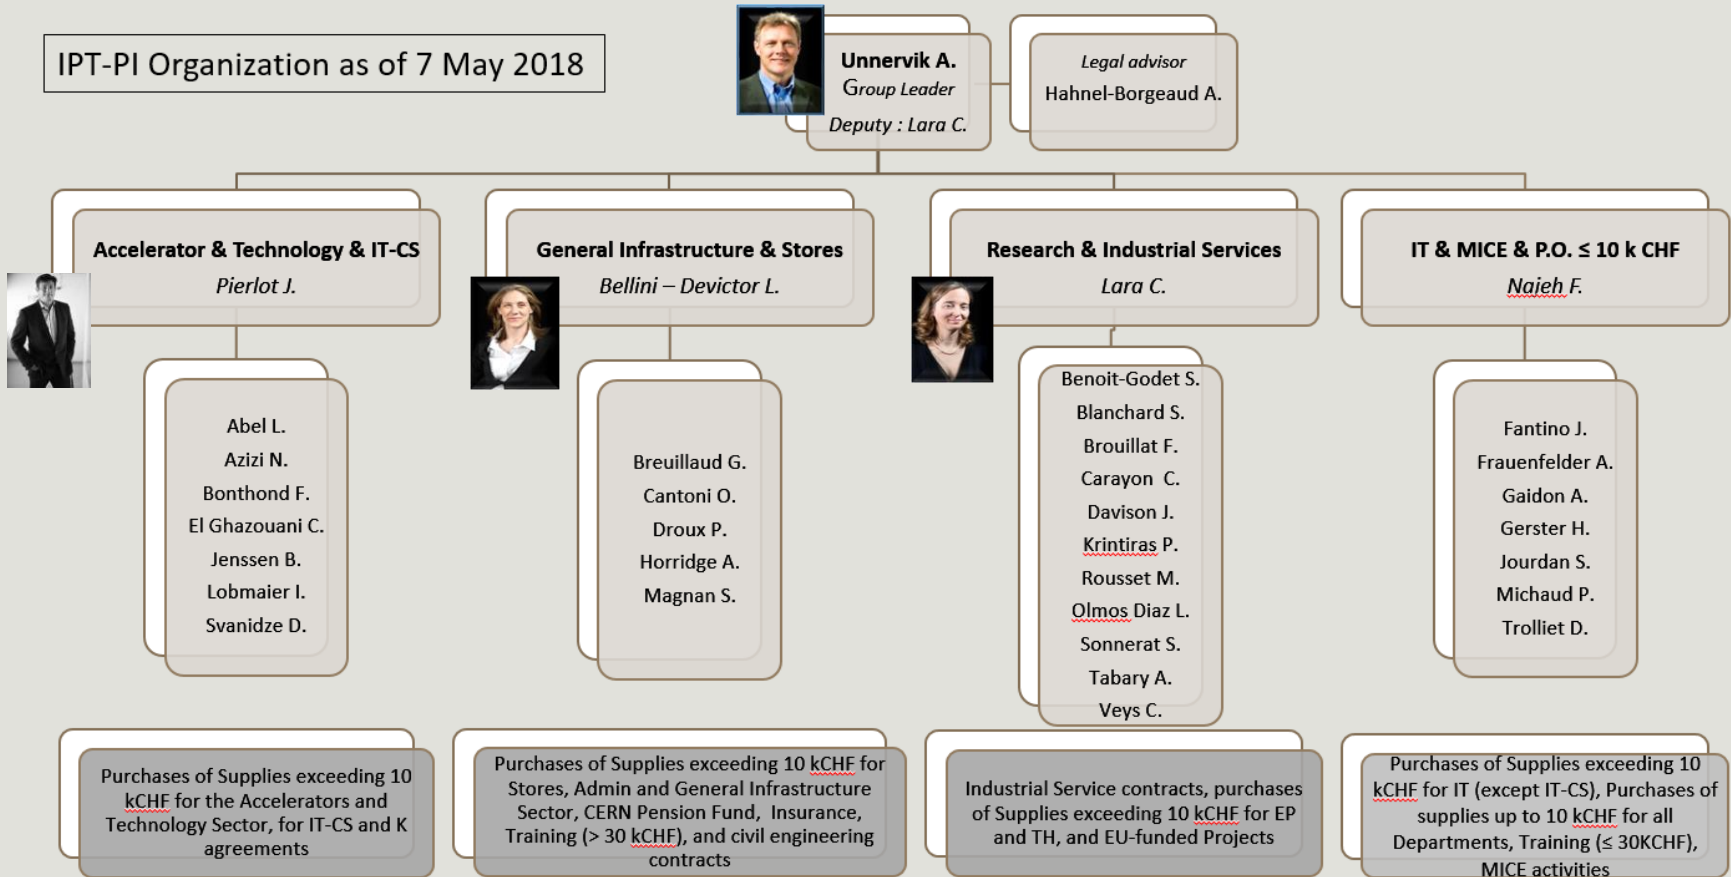 IPT-PI Organization as of 7 May 2018
Unnervik A.
Group Leader
Deputy : Lara C.
Legal advisor
Hahnel-Borgeaud A.
Accelerator & Technology & IT-CS
Pierlot J.
General Infrastructure & Stores
Bellini – Devictor L.
Research & Industrial Services
Lara C.
IT & MICE & P.O. ≤ 10 k CHF
Najeh F.
Abel L.
Azizi N.
Bonthond F.
El Ghazouani C.
Jenssen B.
Lobmaier I.
Svanidze D.
Breuillaud G.
Cantoni O.
Droux P.
Horridge A.
Magnan S.
Benoit-Godet S.
Blanchard S.
Brouillat F.
Carayon  C.
Davison J.
Krintiras P.
Rousset M.
Olmos Diaz L.
Sonnerat S.
Tabary A.
Veys C.
Fantino J.
Frauenfelder A.
Gaidon A.
Gerster H.
Jourdan S.
Michaud P.
Trolliet D.
Purchases of Supplies exceeding 10
kCHF for the Accelerators and
Technology Sector, for IT-CS and K
agreements
Purchases of Supplies exceeding 10 kCHF for
Stores, Admin and General Infrastructure
Sector, CERN Pension Fund,  Insurance,
Training (> 30 kCHF), and civil engineering
contracts
Industrial Service contracts, purchases
of Supplies exceeding 10 kCHF for EP
and TH, and EU-funded Projects
Purchases of Supplies exceeding 10
kCHF for IT (except IT-CS), Purchases of
supplies up to 10 kCHF for all
Departments, Training (≤ 30KCHF),
MICE activities